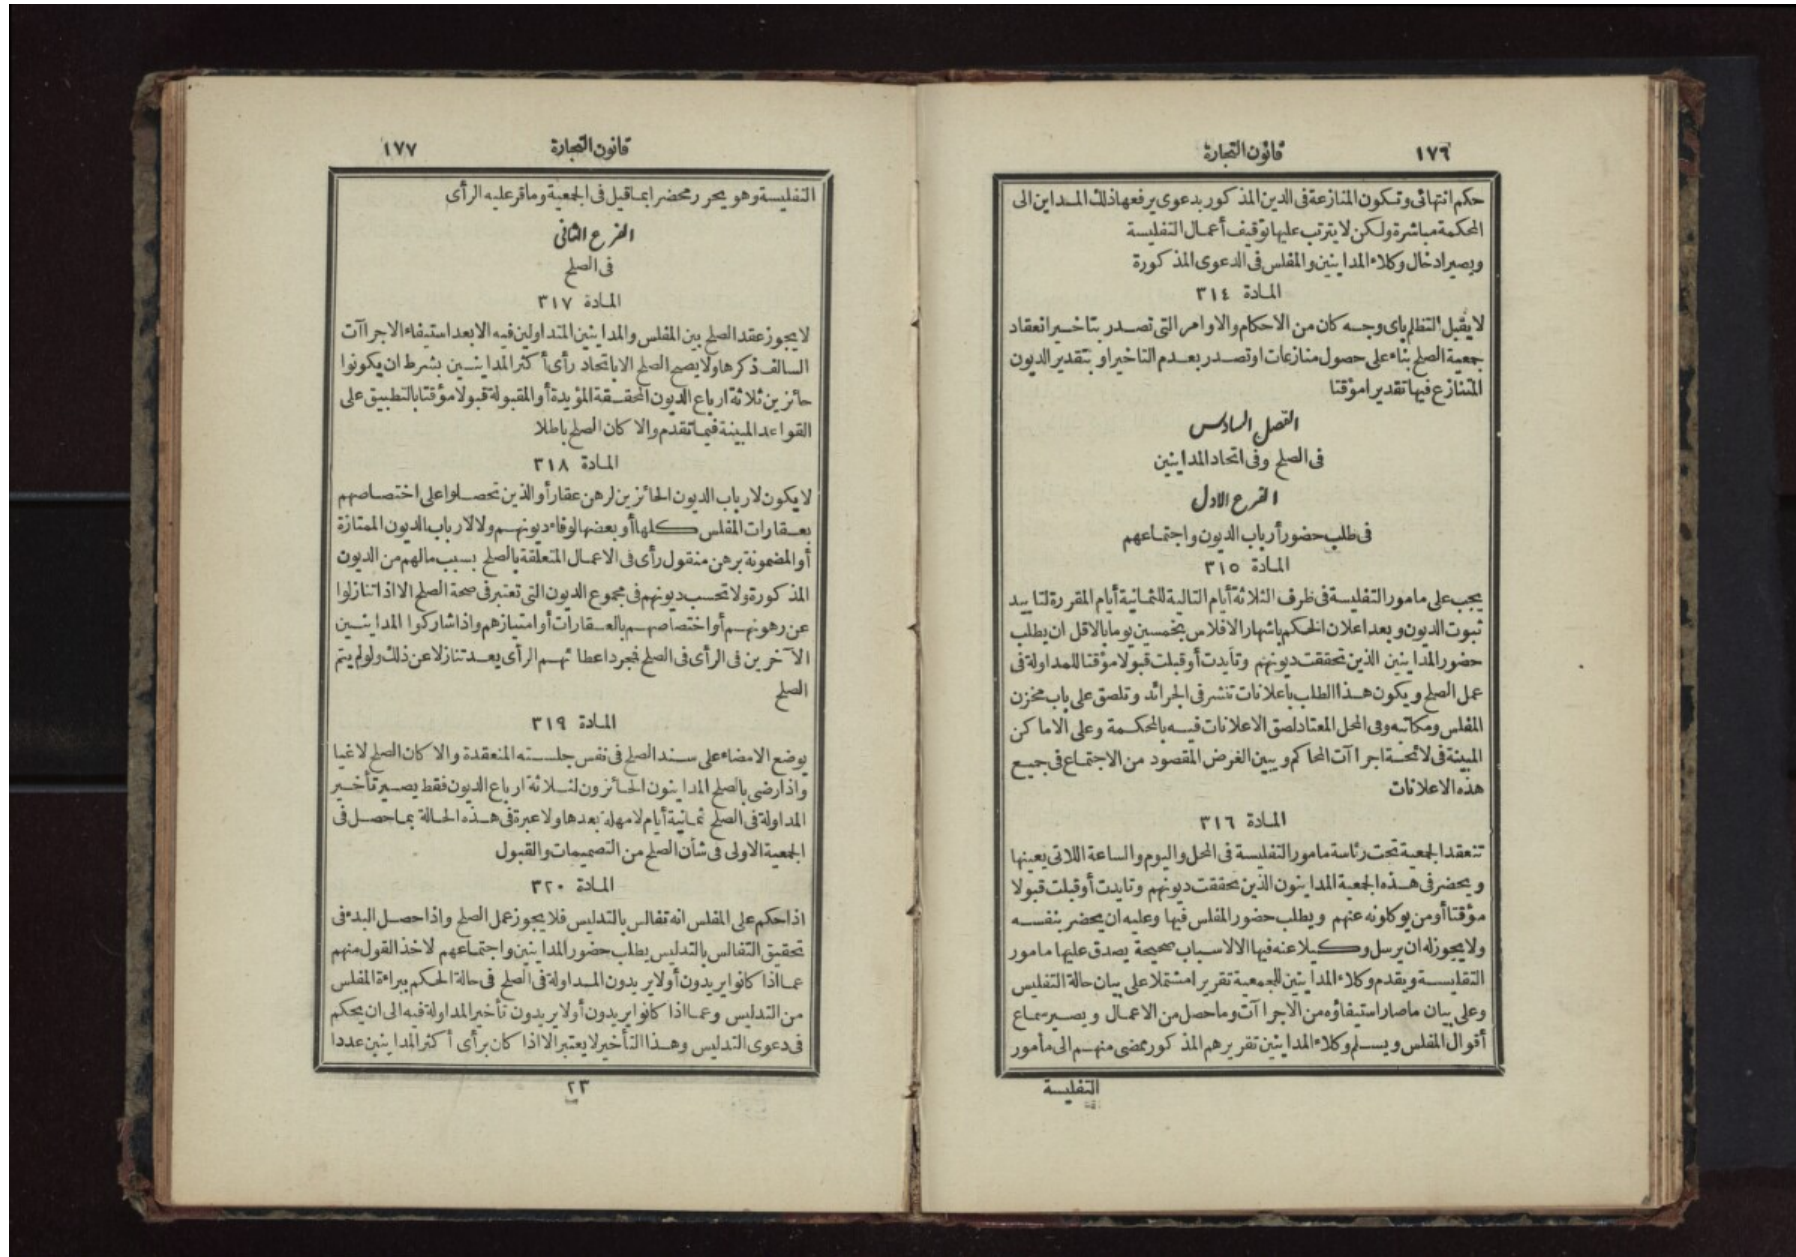 ١٧٦
قانون التجارة
حكم انتهائى وتكون المنازعة فى الدين المذكور بدعوى يرفعها ذلك المداين الى
المحكمة مباشرة ولكن لا يترتب عليها توقيف أعمال التفليسة
ويصير ادخال وكلاء المداينين والمفلس فى الدعوى المذكورة
المادة ٣١٤
لا يقبل التظلم باى وجه كان من الاحكام والاوامر التى تصدر بتاخير انعقاد
جمعية الصلح بناء على حصول منازعات او تصدر بعدم التاخير او بتقدير الديون
المتنازع فيها تقديرا مؤقتا
الفصل السادس
فى الصلح وفى اتحاد المداينين
الفرع الاول
فى طلب حضور أرباب الديون واجتماعهم
المادة ٣١٥
يجب على مامور التفليسة فى ظرف الثلاثة أيام التالية للثمانية أيام المقررة لتاييد
ثبوت الديون وبعد اعلان الحكم باشهار الافلاس بخمسين يوما بالاقل ان يطلب
حضور المداينين الذين تحققت ديونهم وتايدت أو قبلت قبولا مؤقتا للمداولة فى
عمل الصلح ويكون هذا الطلب باعلانات تنشر فى الجرائد وتلصق على باب مخزن
المفلس ومكاتبه وفى المحل المعتاد لصق الاعلانات فيه بالمحكمة وعلى الاماكن
المبينة فى لائحة اجراآت المحاكم ويبين الغرض المقصود من الاجتماع فى جميع
هذه الاعلانات
المادة ٣١٦
تنعقد الجمعية تحت رئاسة مامور التفليسة فى المحل واليوم والساعة اللاتى يعينها
ويحضر فى هذه الجمعية المداينون الذين تحققت ديونهم وتايدت أو قبلت قبولا
مؤقتا أو من يوكلونه عنهم ويطلب حضور المفلس فيها وعليه ان يحضر بنفسه
ولا يجوز له ان يرسل وكيلا عنه فيها الا لاسباب صحيحة يصدق عليها مامور
التفليسة ويقدم وكلاء المداينين للجمعية تقريرا مشتملا على بيان حالة التفليس
وعلى بيان ما صار استيفاؤه من الاجراآت وما حصل من الاعمال ويصير سماع
أقوال المفلس ويسلم وكلاء المداينين تقريرهم المذكور بمضى منهم الى مأمور
التفليسة
قانون التجارة
١٧٧
التفليسة وهو يحرر محضرا بما قيل فى الجمعية وما قر عليه الرأى
الفرع الثانى
فى الصلح
المادة ٣١٧
لا يجوز عقد الصلح بين المفلس والمداينين المتداولين فيه الا بعد استيفاء الاجراآت
السالف ذكرها ولا يصح الصلح الا باتحاد رأى أكثر المداينين بشرط ان يكونوا
حائزين ثلاثة ارباع الديون المحققة المؤيدة أو المقبولة قبولا مؤقتا بالتطبيق على
القواعد المبينة فيما تقدم والا كان الصلح باطلا
المادة ٣١٨
لا يكون لارباب الديون الحائزين لرهن عقار أو الذين تحصلوا على اختصاصهم
بعقارات المفلس كلها أو بعضها لوفاء ديونهم ولا لارباب الديون الممتازة
أو المضمونة برهن منقول رأى فى الاعمال المتعلقة بالصلح بسبب مالهم من الديون
المذكورة ولا تحسب ديونهم فى مجموع الديون التى تعتبر فى صحة الصلح الا اذا تنازلوا
عن رهونهم أو اختصاصهم بالعقارات أو امتيازهم واذا شاركوا المداينين
الآخرين فى الرأى فى الصلح فمجرد اعطائهم الرأى يعد تنازلا عن ذلك ولو لم يتم
الصلح
المادة ٣١٩
يوضع الامضاء على سند الصلح فى نفس جلسته المنعقدة والا كان الصلح لاغيا
واذا رضى بالصلح المداينون الحائزون لثلاثة ارباع الديون فقط يصير تأخير
المداولة فى الصلح ثمانية أيام لا مهلة بعدها ولا عبرة فى هذه الحالة بما حصل فى
الجمعية الاولى فى شأن الصلح من التصميمات والقبول
المادة ٣٢٠
اذا حكم على المفلس انه تفالس بالتدليس فلا يجوز عمل الصلح واذا حصل البدء فى
تحقيق التفالس بالتدليس يطلب حضور المداينين واجتماعهم لاخذ القول منهم
عما اذا كانوا يريدون أو لا يريدون المداولة فى الصلح فى حالة الحكم ببراءة المفلس
من التدليس وعما اذا كانوا يريدون أو لا يريدون تأخير المداولة فيه الى ان يحكم
فى دعوى التدليس وهذا التأخير لا يعتبر الا اذا كان برأى أكثر المداينين عددا
٢٣